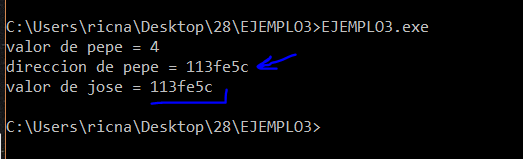 C:\Users\ricna\Desktop\28\EJEMPLO3>EJEMPLO3.exe
valor de pepe = 4
direccion de pepe = 113fe5c
valor de jose = 113fe5c
C:\Users\ricna\Desktop\28\EJEMPLO3>